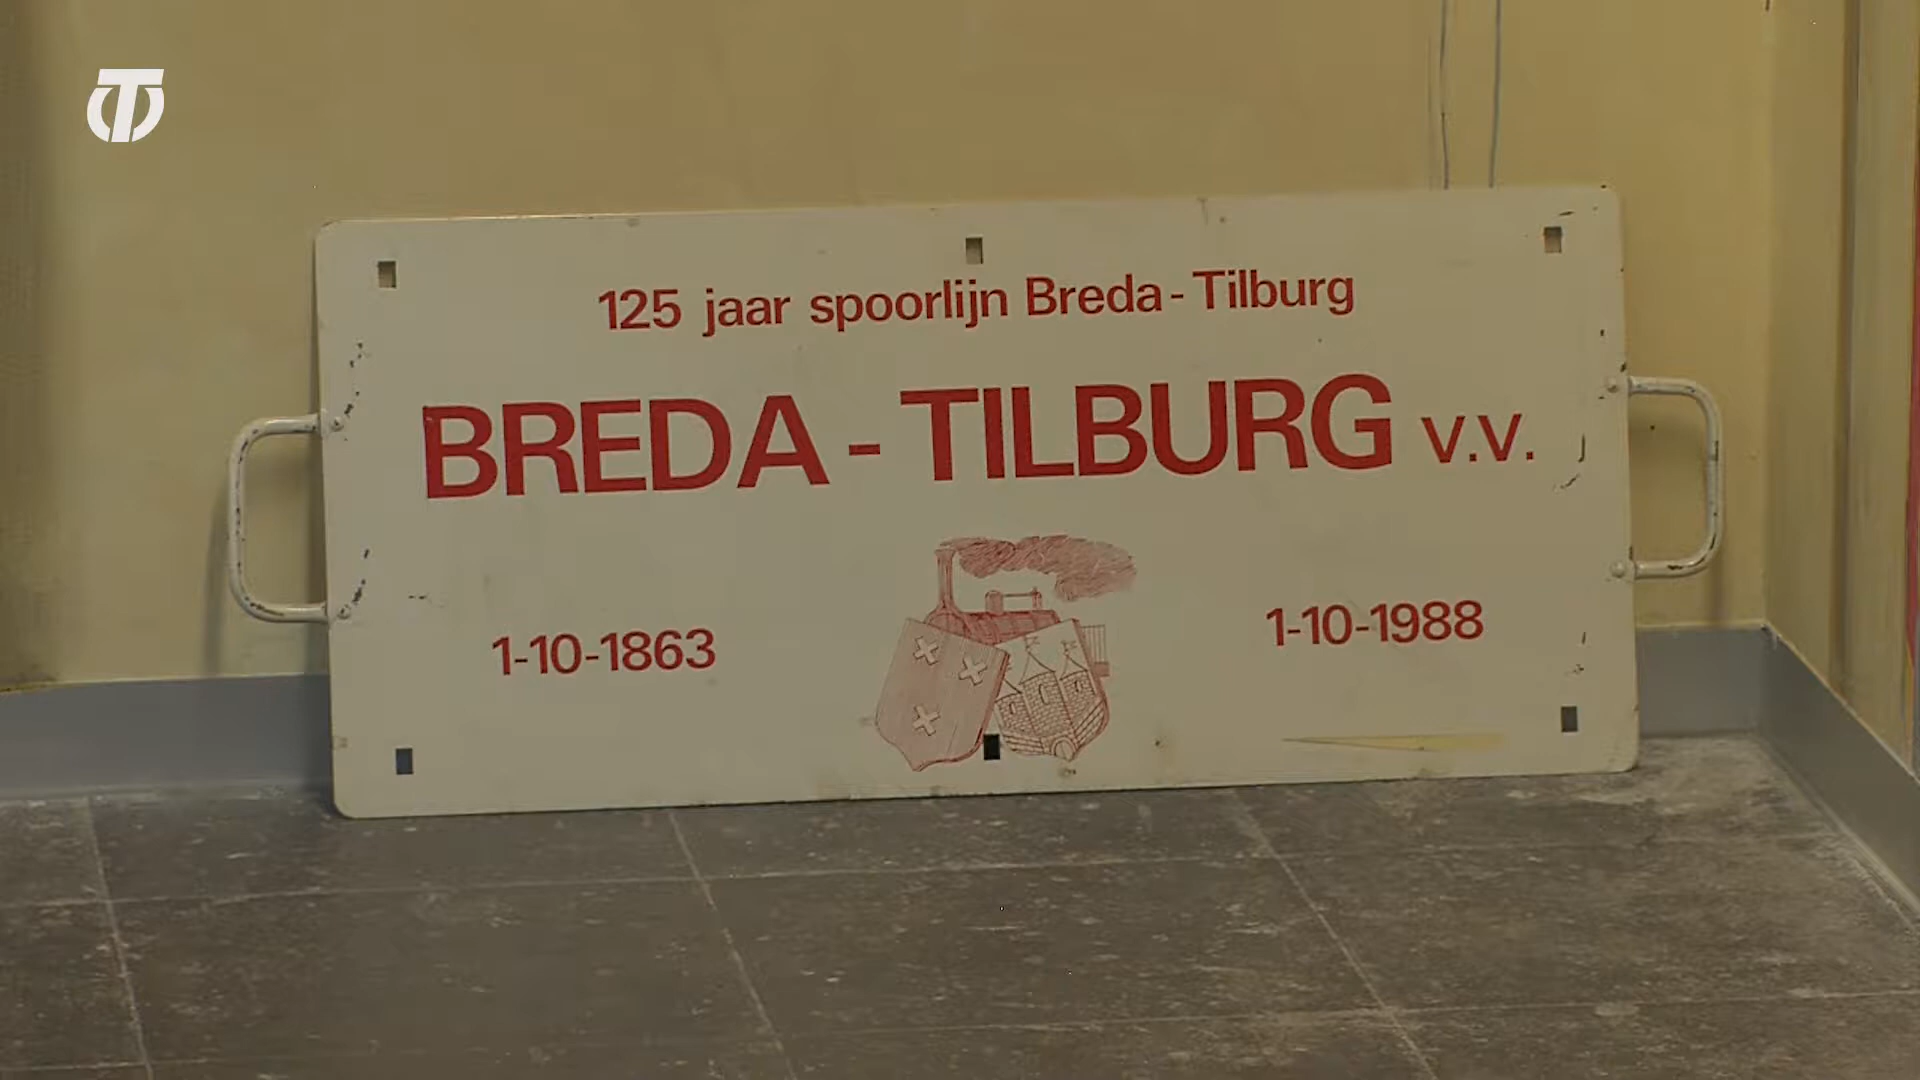 125 jaar spoorlijn Breda - Tilburg
BREDA - TILBURG v.v.
1-10-1863
1-10-1988